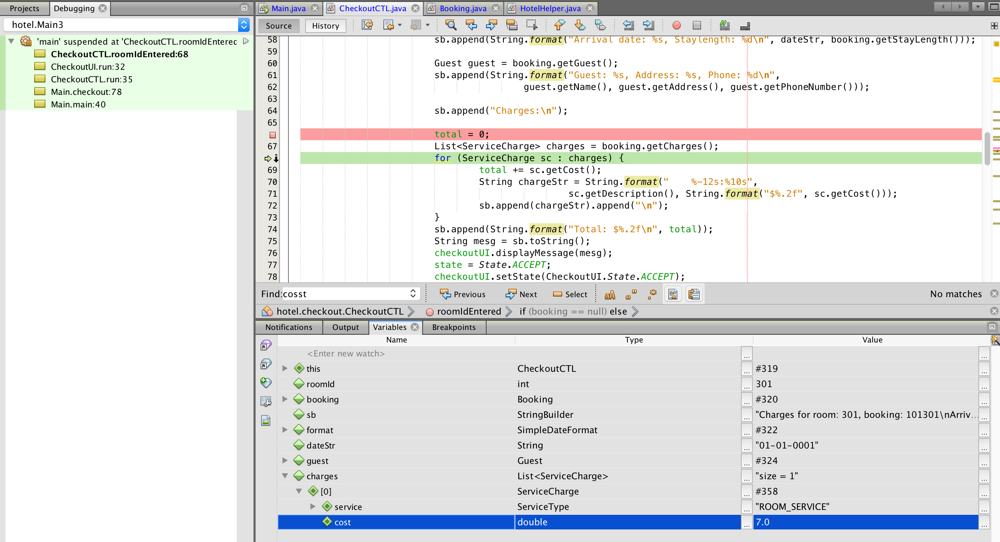 Projects Debugging
hotel.Main3
'main' suspended at 'CheckoutCTL.roomIdEnterec
CheckoutCTL.roomIdEntered:68
CheckoutUI.run:32
CheckoutCTL.run:35
Main.checkout:78
Main.main:40
Main.java CheckoutCTL.java Booking.java HotelHelper.java
Source History
58 sb.append(String.format("Arrival date: %s, Staylength: %d\n", dateStr, booking.getStayLength()));
59
60 Guest guest = booking.getGuest();
61 sb.append(String.format("Guest: %s, Address: %s, Phone: %d\n",
62 guest.getName(), guest.getAddress(), guest.getPhoneNumber()));
63
64 sb.append("Charges:\n");
65
total = 0;
67 List<ServiceCharge> charges = booking.getCharges();
for (ServiceCharge sc : charges) {
69 total += sc.getCost();
70 String chargeStr = String.format("    %-12s:%10s",
71 sc.getDescription(), String.format("$%.2f", sc.getCost()));
72 sb.append(chargeStr).append("\n");
73 }
74 sb.append(String.format("Total: $%.2f\n", total));
75 String mesg = sb.toString();
76 checkoutUI.displayMessage(mesg);
77 state = State.ACCEPT;
78 checkoutUI.setState(CheckoutUI.State.ACCEPT);
Find: cosst Previous Next Select aA No matches
hotel.checkout.CheckoutCTL roomIdEntered if (booking == null) else
Notifications Output Variables Breakpoints
Name Type Value
<Enter new watch> ... ...
this CheckoutCTL ... #319 ...
roomId int ... 301 ...
booking Booking ... #320 ...
sb StringBuilder ... "Charges for room: 301, booking: 101301\nArriv... ...
format SimpleDateFormat ... #322 ...
dateStr String ... "01-01-0001" ...
guest Guest ... #324 ...
charges List<ServiceCharge> ... "size = 1" ...
[0] ServiceCharge ... #358 ...
service ServiceType ... "ROOM_SERVICE" ...
cost double ... 7.0 ...